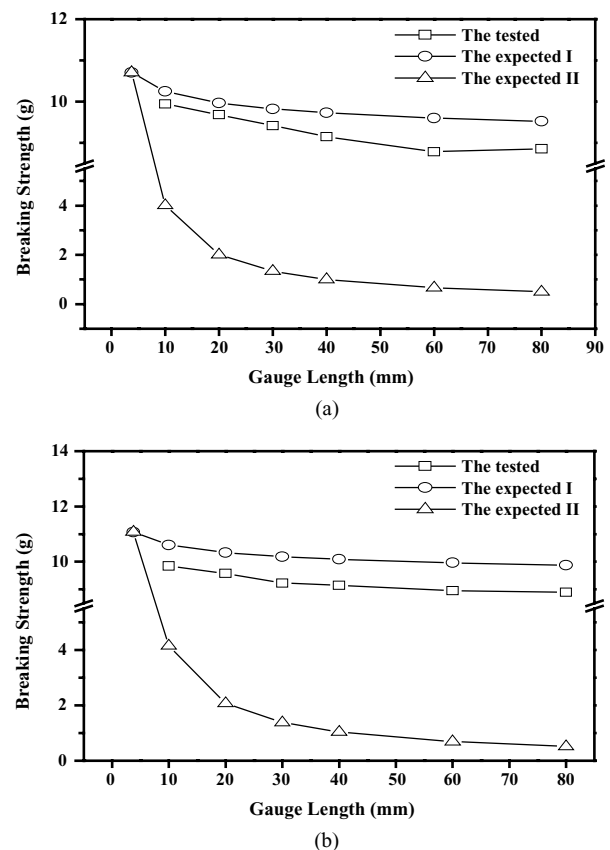 12
10
4
2
0
Breaking Strength (g)
The tested
The expected I
The expected II
0 10 20 30 40 50 60 70 80 90
Gauge Length (mm)
(a)
14
12
10
4
2
0
Breaking Strength (g)
The tested
The expected I
The expected II
0 10 20 30 40 50 60 70 80
Gauge Length (mm)
(b)